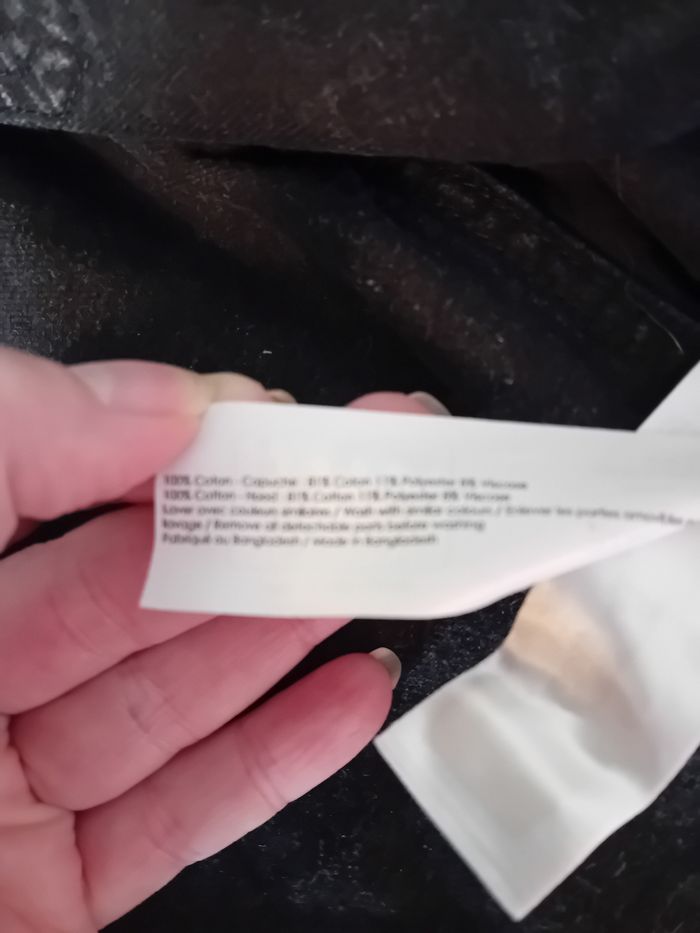 100% Coton - Capuche : 81% Coton 11% Polyester 8% Viscose
100% Cotton - Hood : 81% Cotton 11% Polyester 8% Viscose
Laver avec couleurs similaires / Wash with similar colours / Enlever les parties amovibles
lavage / Remove all detachable parts before washing
Fabriqué au Bangladesh / Made in Bangladesh